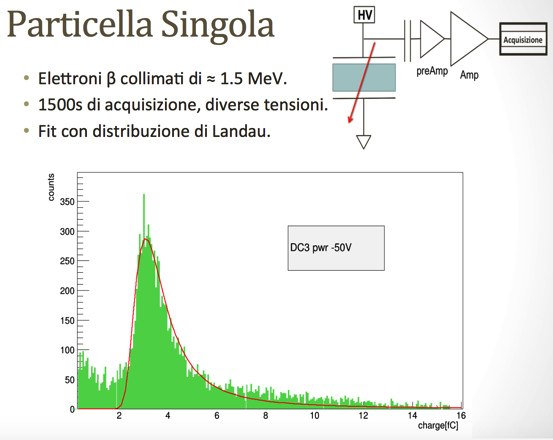 Particella Singola
HV
preAmp
Amp
Acquisizione
• Elettroni β collimati di ≈ 1.5 MeV.
• 1500s di acquisizione, diverse tensioni.
• Fit con distribuzione di Landau.
counts
350
300
250
200
150
100
50
0
DC3 pwr -50V
2 4 6 8 10 12 14 16
charge[fC]